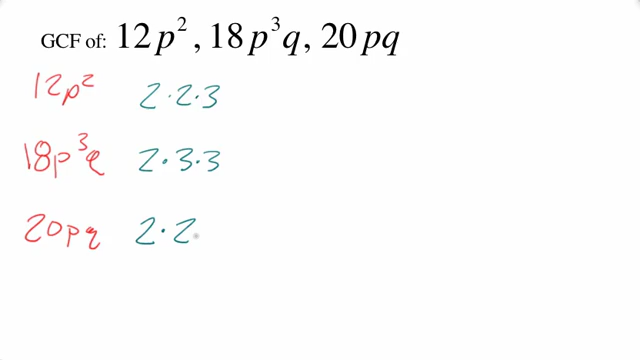 GCF of: 12p², 18p³q, 20pq
12p² 2·2·3
18p³q 2·3·3
20pq 2·2